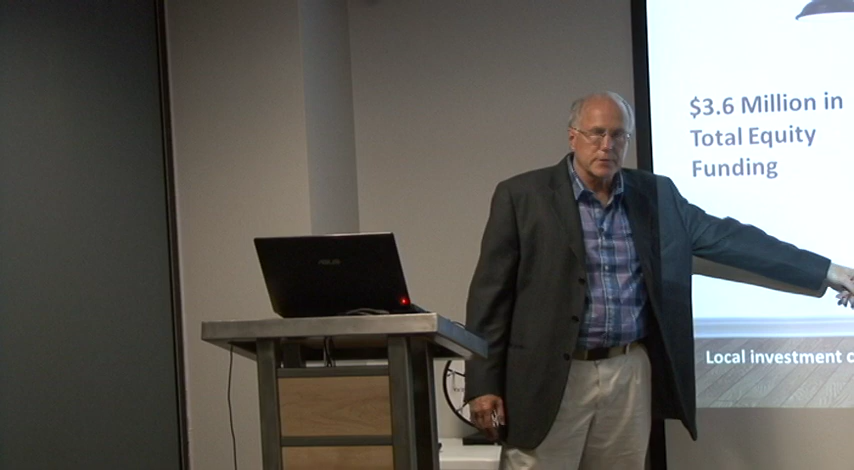 $3.6 Million in
Total Equity
Funding
ASUS
Local investment c